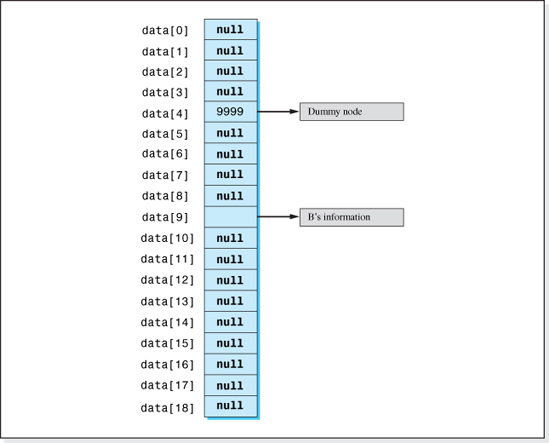 data[0] null
data[1] null
data[2] null
data[3] null
data[4] 9999 Dummy node
data[5] null
data[6] null
data[7] null
data[8] null
data[9] B's information
data[10] null
data[11] null
data[12] null
data[13] null
data[14] null
data[15] null
data[16] null
data[17] null
data[18] null